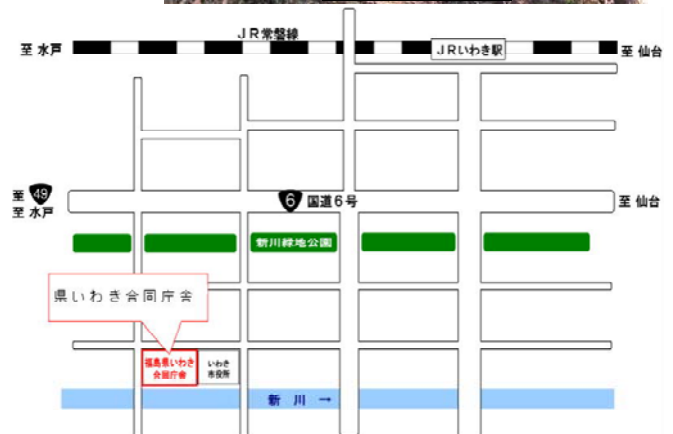 JR常磐線
至 水戸
JRいわき駅
至 仙台
至 49
至 水戸
6 国道6号
至 仙台
新川緑地公園
県いわき合同庁舎
福島県いわき
合同庁舎
いわき
市役所
新 川 →